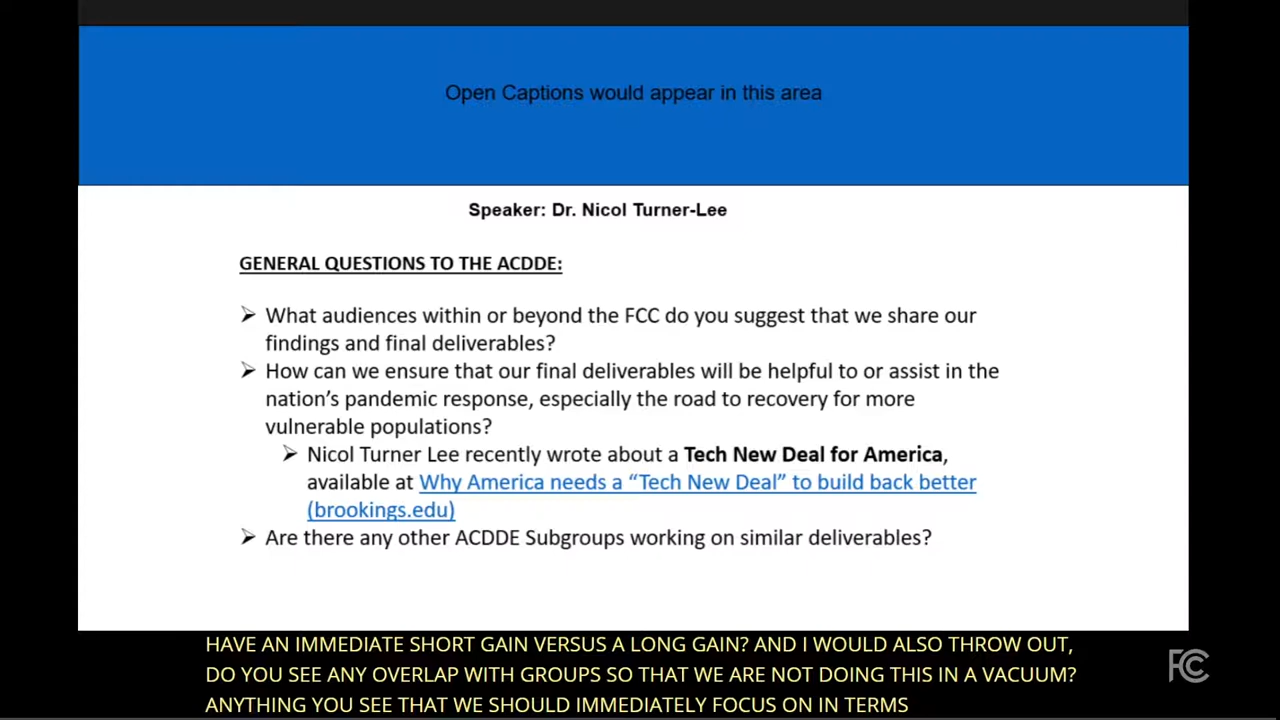 Open Captions would appear in this area
Speaker: Dr. Nicol Turner-Lee
GENERAL QUESTIONS TO THE ACDDE:
➢ What audiences within or beyond the FCC do you suggest that we share our
findings and final deliverables?
➢ How can we ensure that our final deliverables will be helpful to or assist in the
nation's pandemic response, especially the road to recovery for more
vulnerable populations?
➢ Nicol Turner Lee recently wrote about a Tech New Deal for America,
available at Why America needs a “Tech New Deal” to build back better
(brookings.edu)
➢ Are there any other ACDDE Subgroups working on similar deliverables?
HAVE AN IMMEDIATE SHORT GAIN VERSUS A LONG GAIN? AND I WOULD ALSO THROW OUT,
DO YOU SEE ANY OVERLAP WITH GROUPS SO THAT WE ARE NOT DOING THIS IN A VACUUM?
ANYTHING YOU SEE THAT WE SHOULD IMMEDIATELY FOCUS ON IN TERMS
FCC